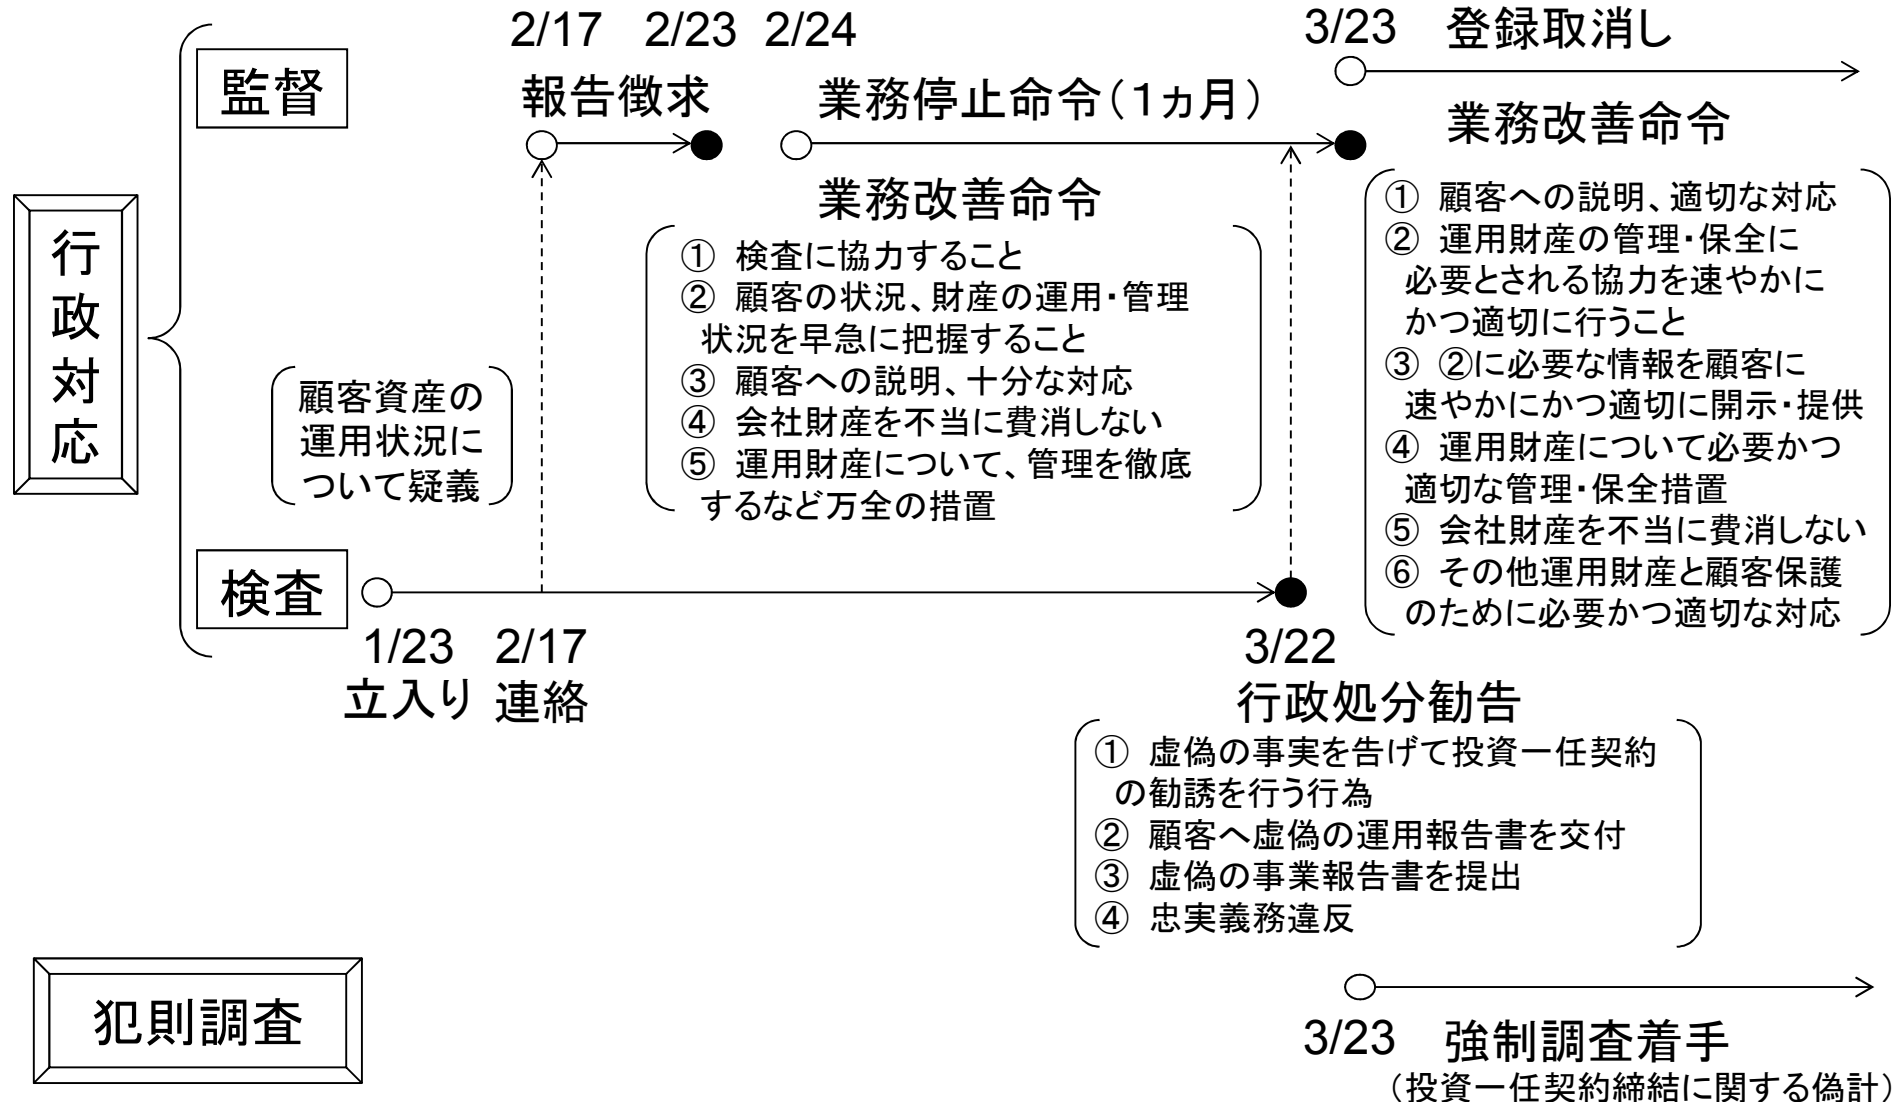 行政対応
監督
2/17 2/23 2/24
報告徴求
業務停止命令(1ヵ月)
業務改善命令
① 検査に協力すること
② 顧客の状況、財産の運用・管理
状況を早急に把握すること
③ 顧客への説明、十分な対応
④ 会社財産を不当に費消しない
⑤ 運用財産について、管理を徹底
するなど万全の措置
3/23 登録取消し
業務改善命令
① 顧客への説明、適切な対応
② 運用財産の管理・保全に
必要とされる協力を速やかに
かつ適切に行うこと
③ ②に必要な情報を顧客に
速やかにかつ適切に開示・提供
④ 運用財産について必要かつ
適切な管理・保全措置
⑤ 会社財産を不当に費消しない
⑥ その他運用財産と顧客保護
のために必要かつ適切な対応
顧客資産の
運用状況に
ついて疑義
検査
1/23 2/17
立入り 連絡
3/22
行政処分勧告
① 虚偽の事実を告げて投資一任契約
の勧誘を行う行為
② 顧客へ虚偽の運用報告書を交付
③ 虚偽の事業報告書を提出
④ 忠実義務違反
犯則調査
3/23 強制調査着手
(投資一任契約締結に関する偽計)